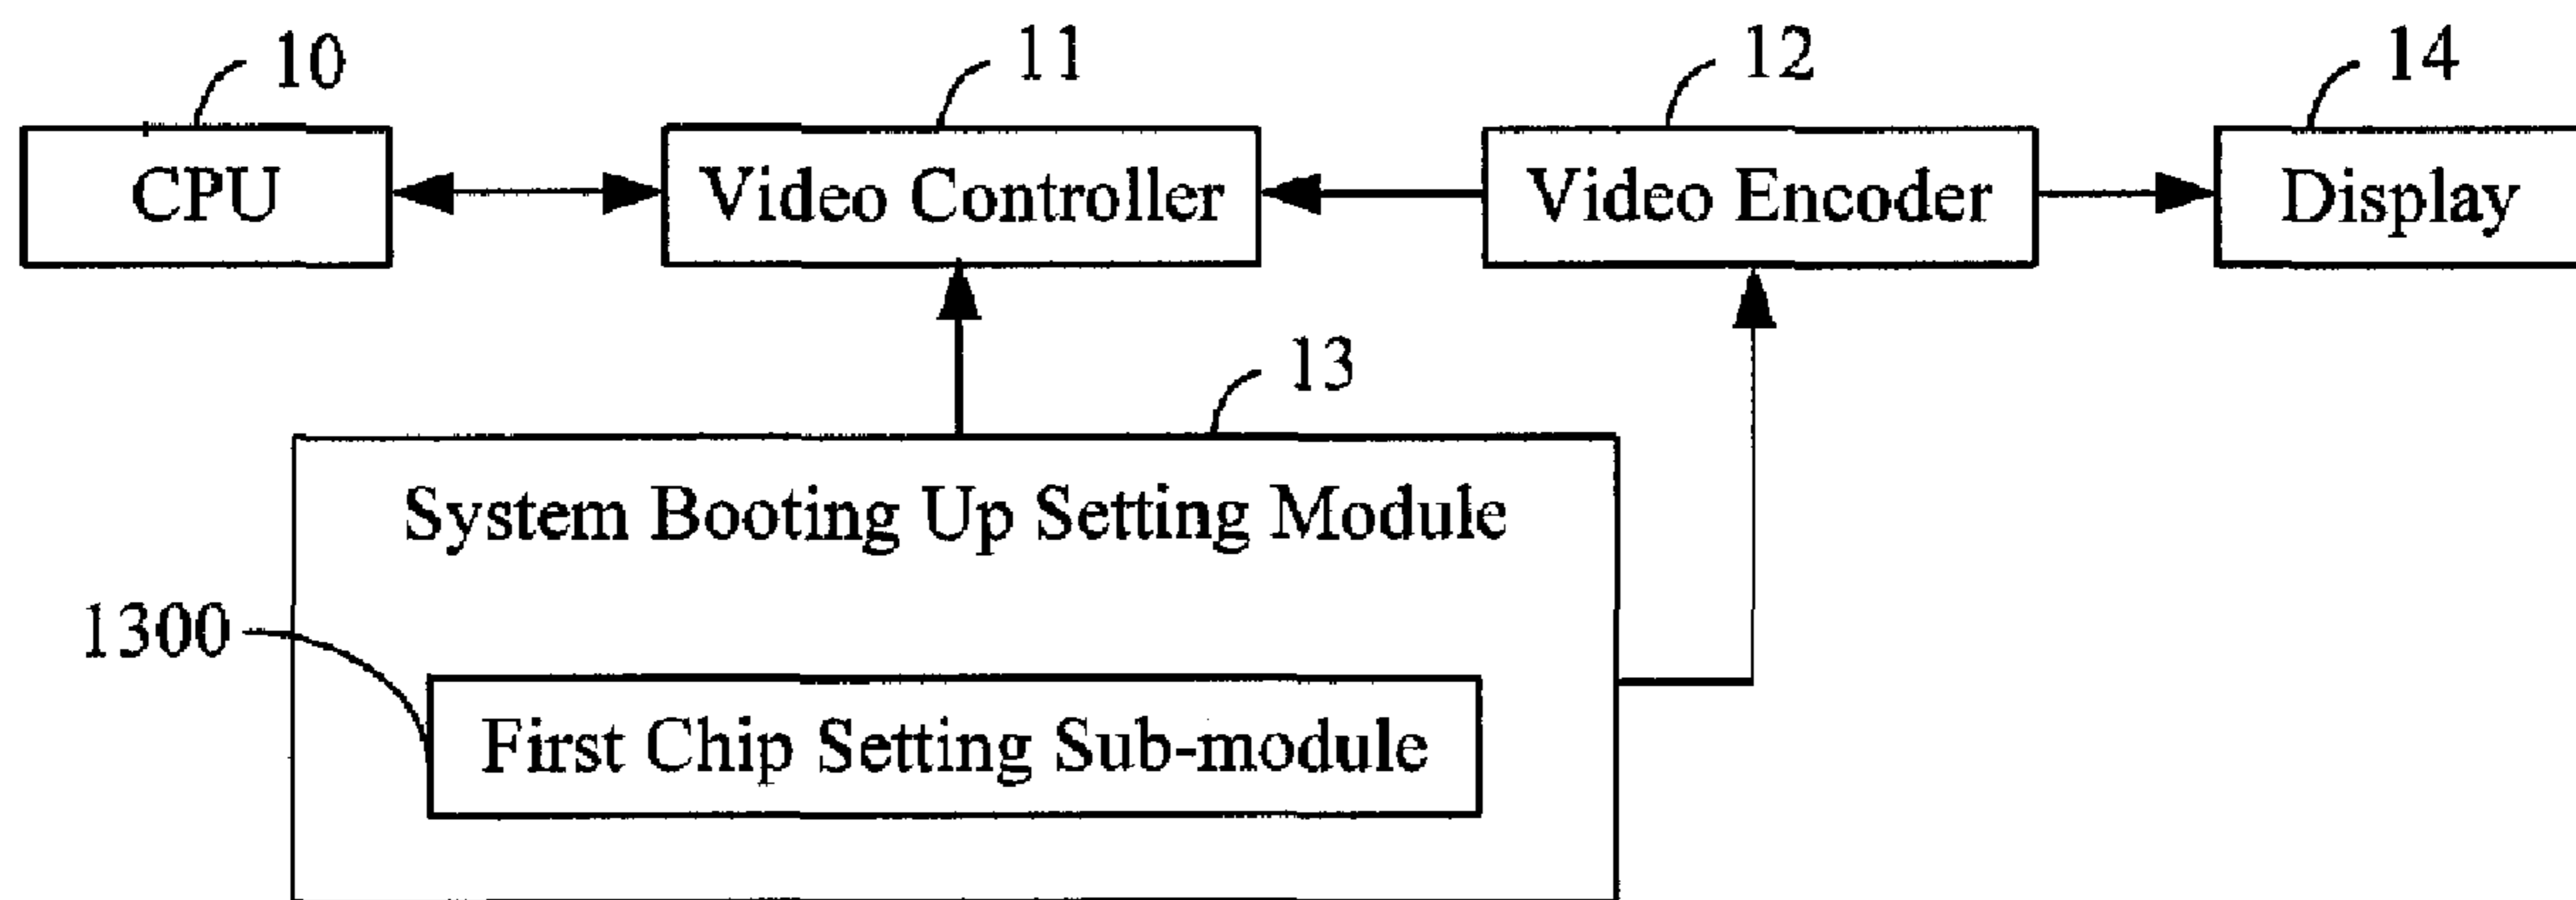 10
11
12
14
CPU
Video Controller
Video Encoder
Display
13
System Booting Up Setting Module
1300
First Chip Setting Sub-module